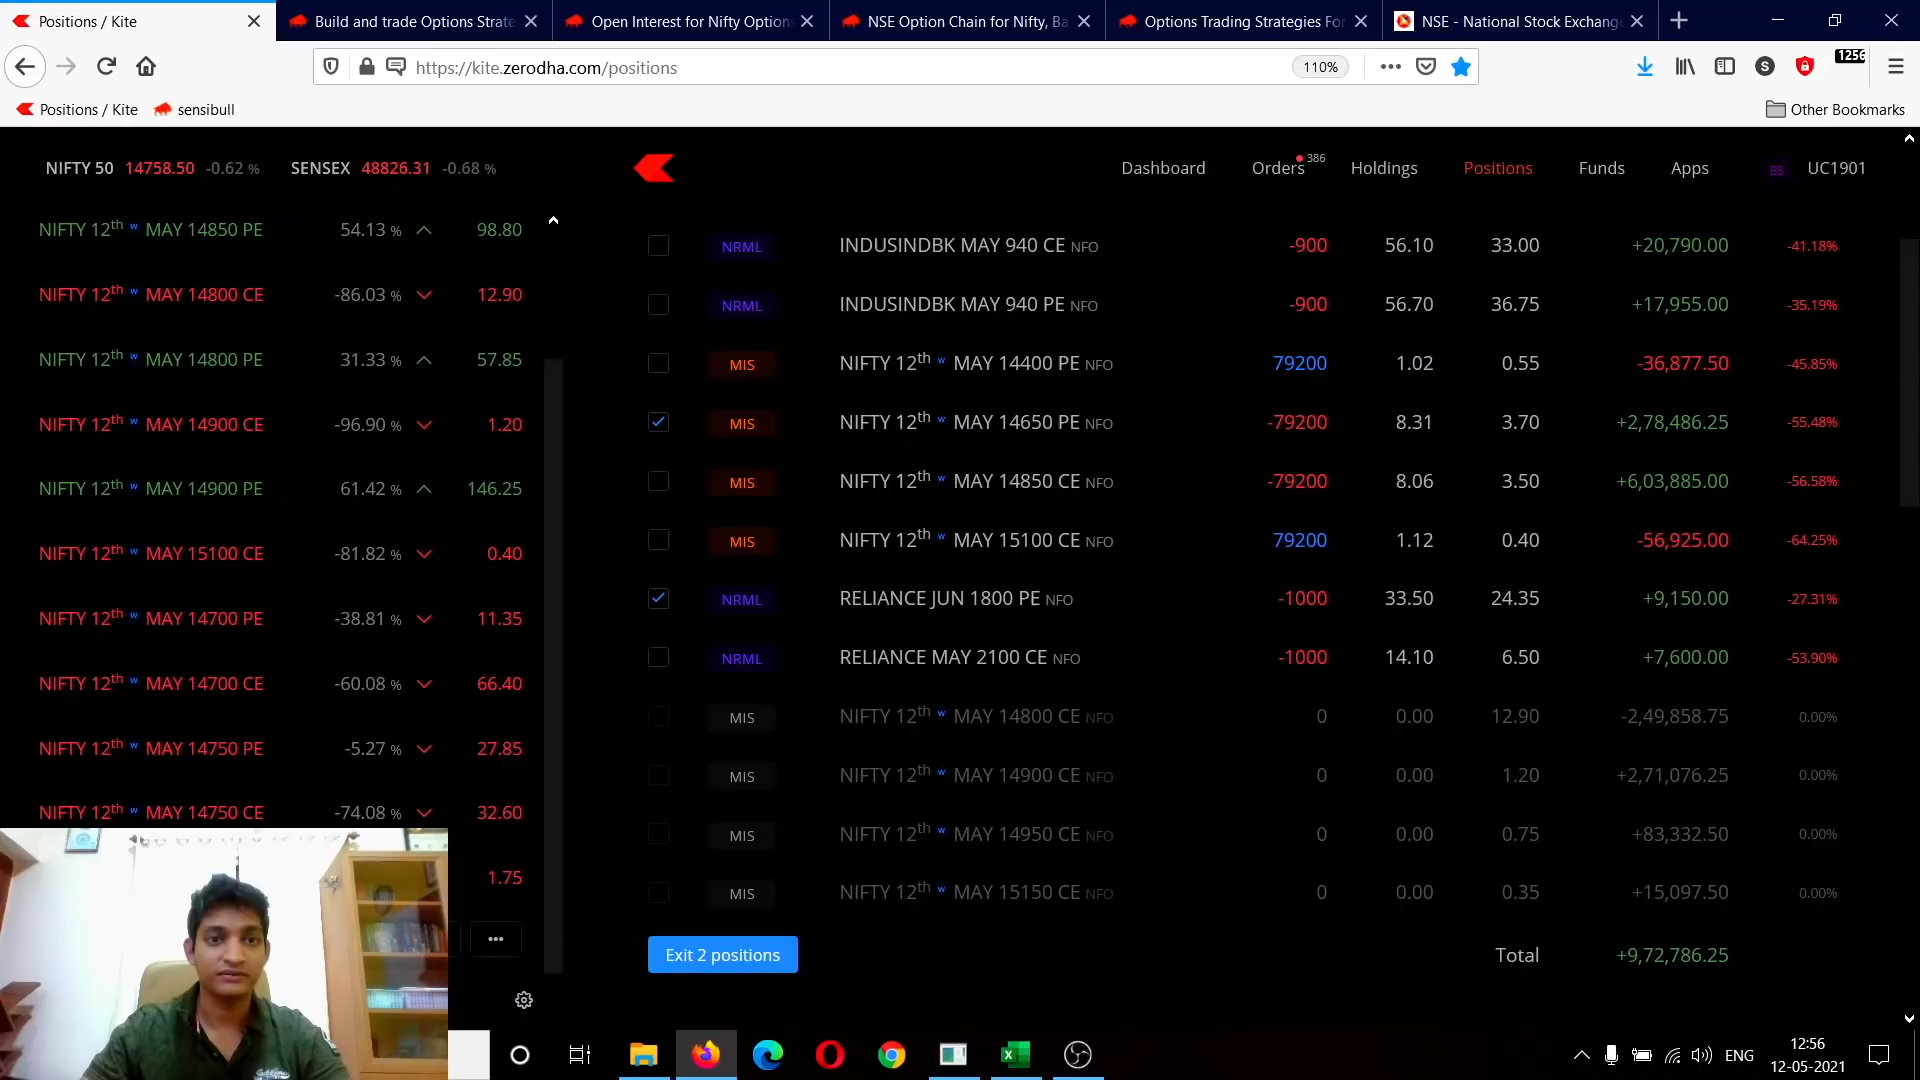 Positions / Kite
Build and trade Options Strate
Open Interest for Nifty Option
NSE Option Chain for Nifty, Ba
Options Trading Strategies For
NSE - National Stock Exchange
https://kite.zerodha.com/positions
110%
1256
Positions / Kite
sensibull
Other Bookmarks
NIFTY 50 14758.50 -0.62 %
SENSEX 48826.31 -0.68 %
Dashboard
Orders 386
Holdings
Positions
Funds
Apps
BS UC1901
NIFTY 12th w MAY 14850 PE 54.13 % 98.80
NIFTY 12th w MAY 14800 CE -86.03 % 12.90
NIFTY 12th w MAY 14800 PE 31.33 % 57.85
NIFTY 12th w MAY 14900 CE -96.90 % 1.20
NIFTY 12th w MAY 14900 PE 61.42 % 146.25
NIFTY 12th w MAY 15100 CE -81.82 % 0.40
NIFTY 12th w MAY 14700 PE -38.81 % 11.35
NIFTY 12th w MAY 14700 CE -60.08 % 66.40
NIFTY 12th w MAY 14750 PE -5.27 % 27.85
NIFTY 12th w MAY 14750 CE -74.08 % 32.60
1.75
NRML INDUSINDBK MAY 940 CE NFO -900 56.10 33.00 +20,790.00 -41.18%
NRML INDUSINDBK MAY 940 PE NFO -900 56.70 36.75 +17,955.00 -35.19%
MIS NIFTY 12th w MAY 14400 PE NFO 79200 1.02 0.55 -36,877.50 -45.85%
MIS NIFTY 12th w MAY 14650 PE NFO -79200 8.31 3.70 +2,78,486.25 -55.48%
MIS NIFTY 12th w MAY 14850 CE NFO -79200 8.06 3.50 +6,03,885.00 -56.58%
MIS NIFTY 12th w MAY 15100 CE NFO 79200 1.12 0.40 -56,925.00 -64.25%
NRML RELIANCE JUN 1800 PE NFO -1000 33.50 24.35 +9,150.00 -27.31%
NRML RELIANCE MAY 2100 CE NFO -1000 14.10 6.50 +7,600.00 -53.90%
MIS NIFTY 12th w MAY 14800 CE NFO 0 0.00 12.90 -2,49,858.75 0.00%
MIS NIFTY 12th w MAY 14900 CE NFO 0 0.00 1.20 +2,71,076.25 0.00%
MIS NIFTY 12th w MAY 14950 CE NFO 0 0.00 0.75 +83,332.50 0.00%
MIS NIFTY 12th w MAY 15150 CE NFO 0 0.00 0.35 +15,097.50 0.00%
Exit 2 positions
Total +9,72,786.25
ENG
12:56
12-05-2021